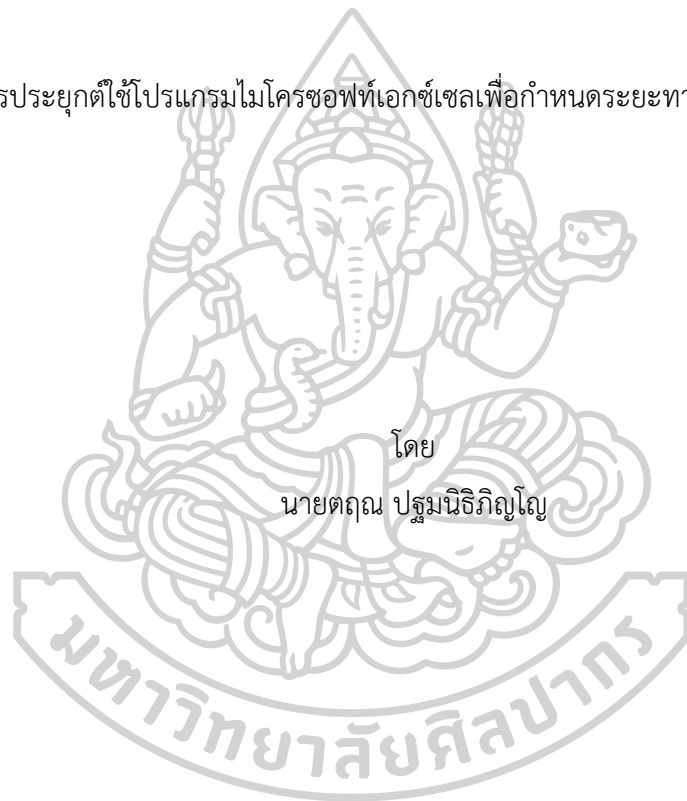 รประยุกต์ใช้โปรแกรมไมโครซอฟท์เอกซ์เซลเพื่อกำหนดระยะทา
โดย
นายตฤณ ปฐมนิธิภิญโญ
มหาวิทยาลัยศิลปากร